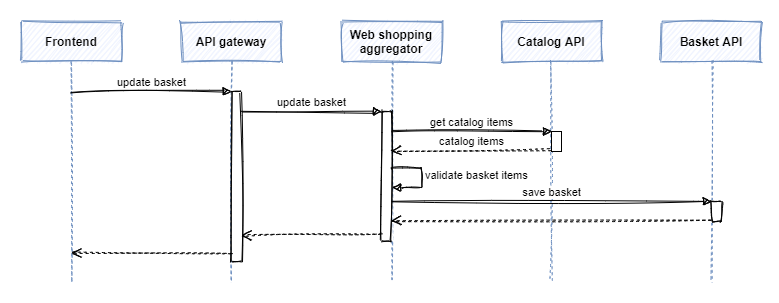 Frontend
API gateway
Web shopping
aggregator
Catalog API
Basket API
update basket
update basket
get catalog items
catalog items
validate basket items
save basket